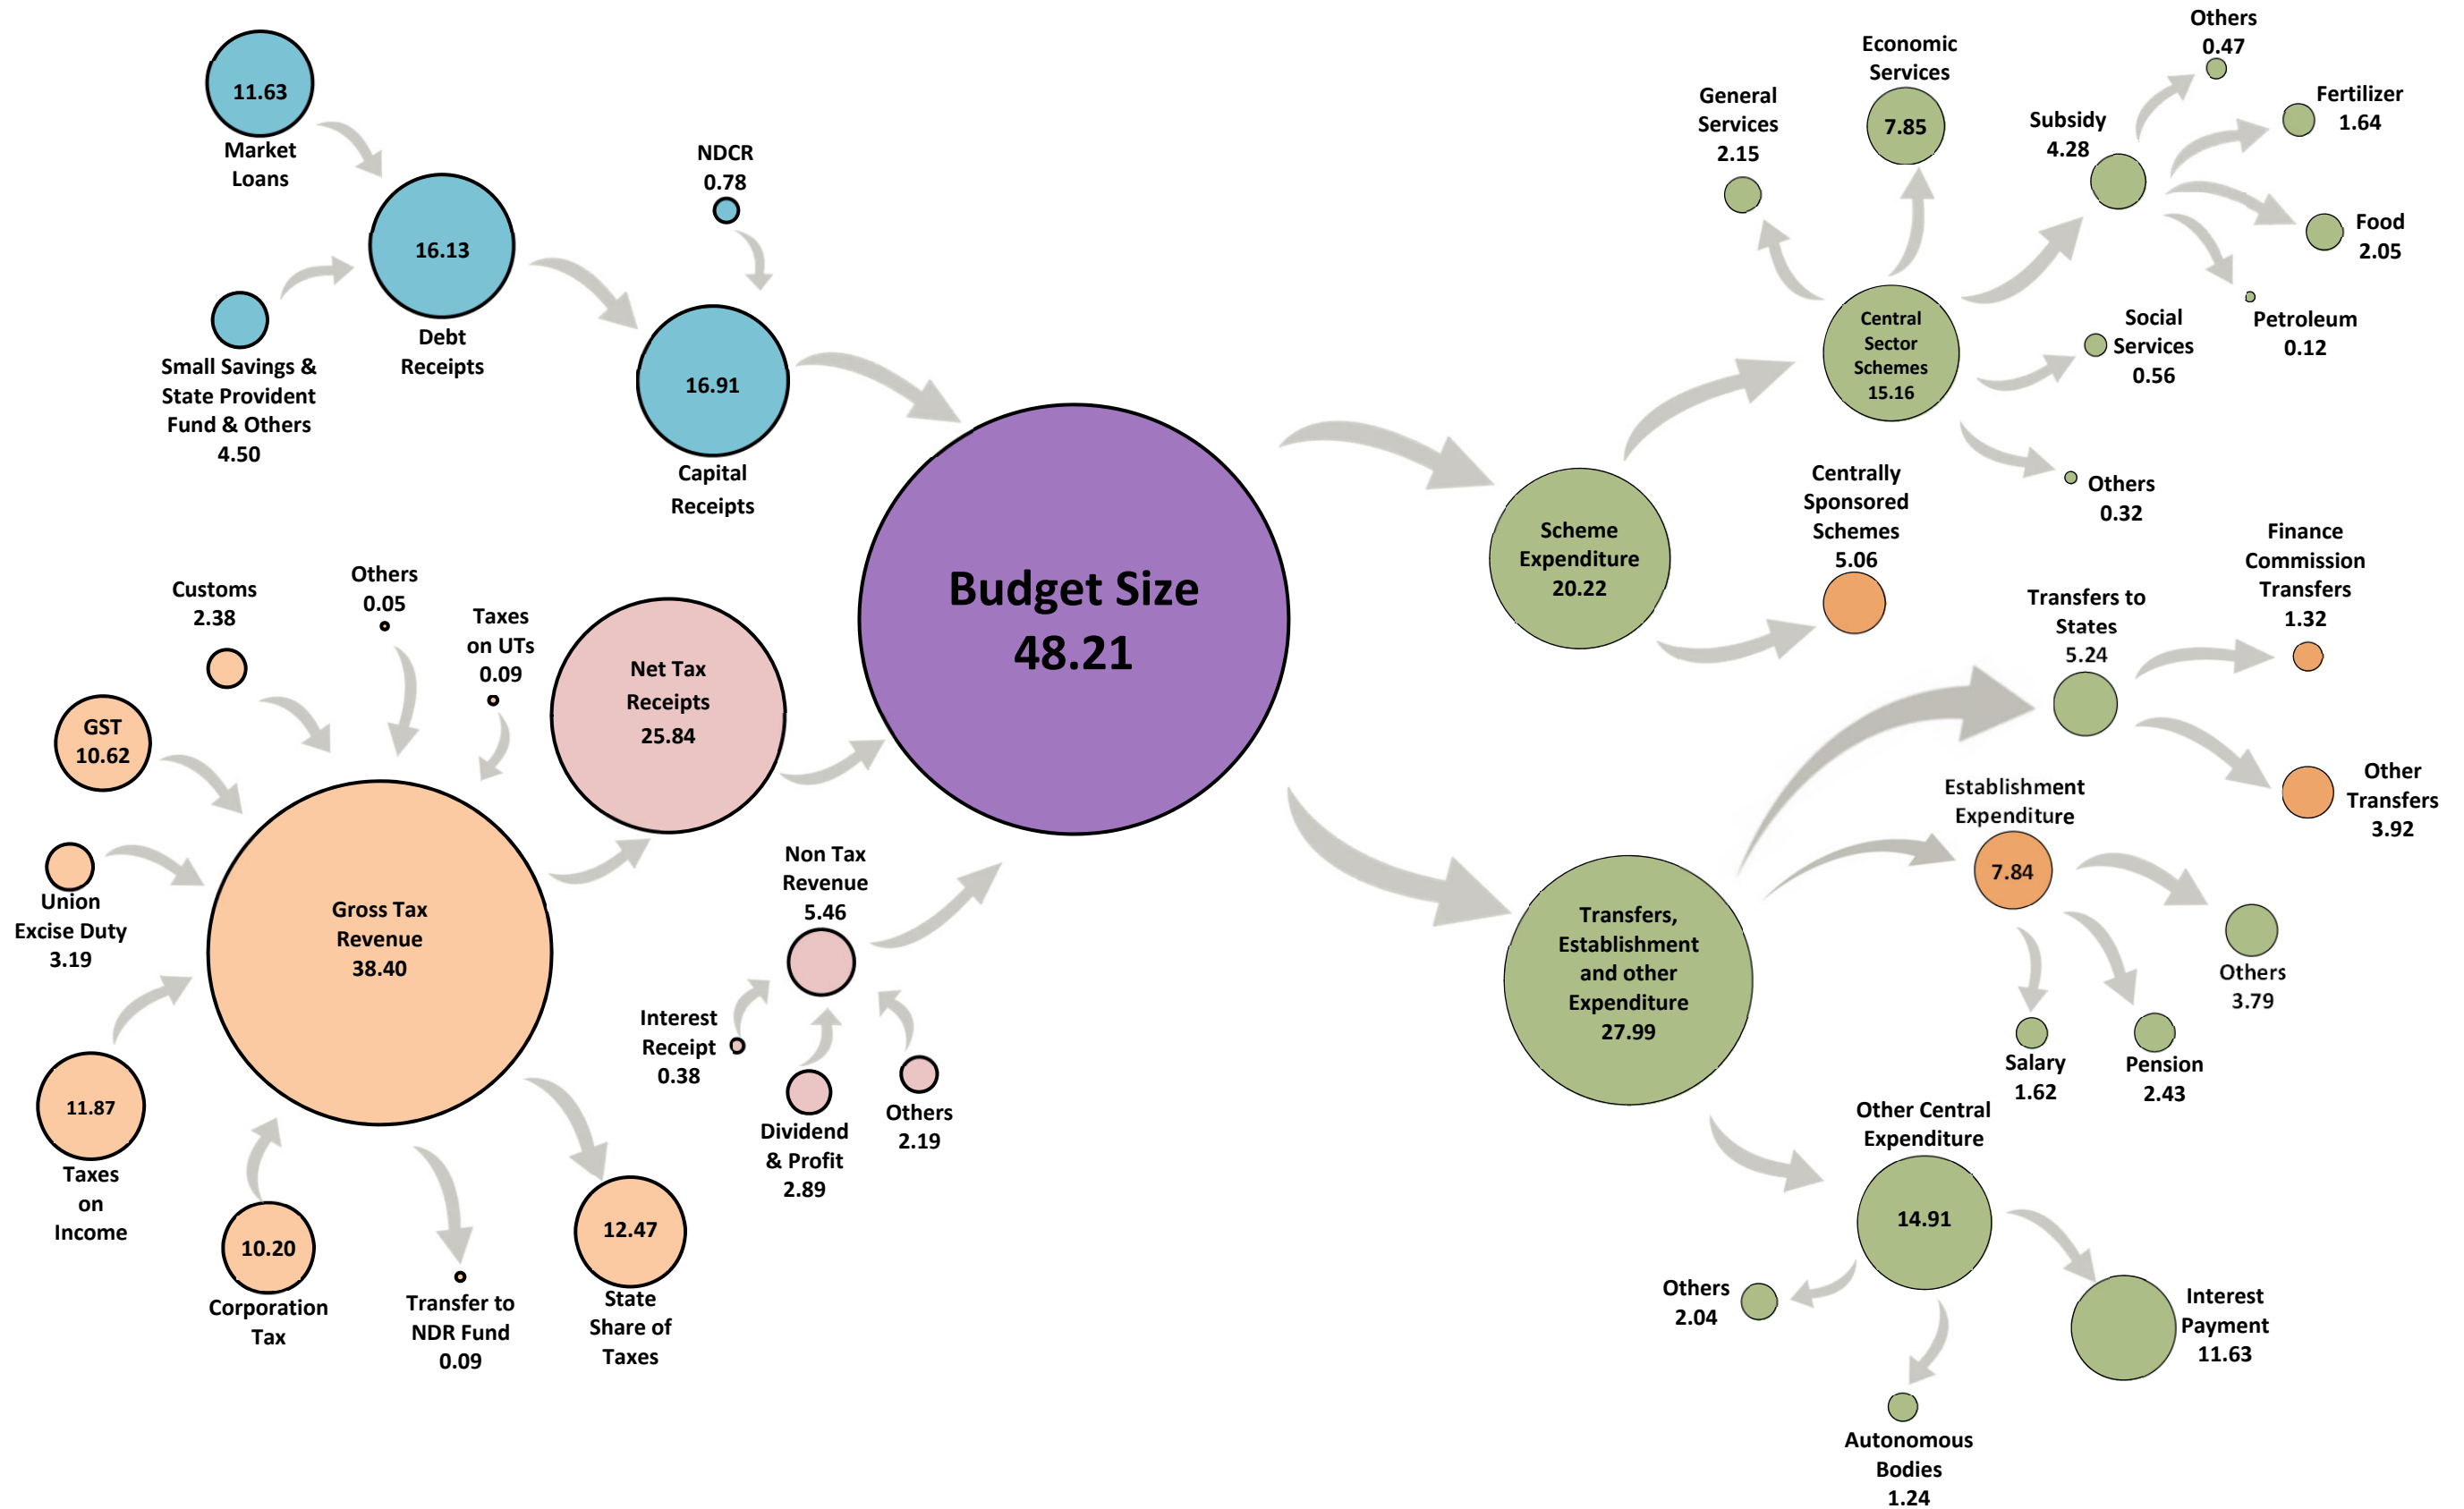 11.63
Market
Loans
16.13
Debt
Receipts
Small Savings &
State Provident
Fund & Others
4.50
NDCR
0.78
16.91
Capital
Receipts
Budget Size
48.21
Customs
2.38
Others
0.05
Taxes
on UTs
0.09
GST
10.62
Net Tax
Receipts
25.84
Union
Excise Duty
3.19
Gross Tax
Revenue
38.40
11.87
Taxes
on
Income
10.20
Corporation
Tax
Transfer to
NDR Fund
0.09
12.47
State
Share of
Taxes
Non Tax
Revenue
5.46
Interest
Receipt
0.38
Dividend
& Profit
2.89
Others
2.19
Scheme
Expenditure
20.22
Central
Sector
Schemes
15.16
General
Services
2.15
Economic
Services
7.85
Subsidy
4.28
Others
0.47
Fertilizer
1.64
Food
2.05
Petroleum
0.12
Social
Services
0.56
Others
0.32
Centrally
Sponsored
Schemes
5.06
Transfers,
Establishment
and other
Expenditure
27.99
Transfers to
States
5.24
Finance
Commission
Transfers
1.32
Other
Transfers
3.92
Establishment
Expenditure
7.84
Others
3.79
Salary
1.62
Pension
2.43
Other Central
Expenditure
14.91
Others
2.04
Autonomous
Bodies
1.24
Interest
Payment
11.63